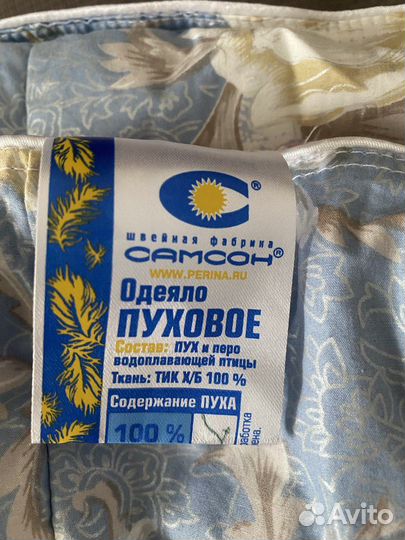 ®
швейная фабрика
САМСОН®
WWW.PERINA.RU
Одеяло
ПУХОВОЕ
Состав: ПУХ и перо
водоплавающей птицы
Ткань: ТИК Х/Б 100 %
Содержание ПУХА
100 %
Avito